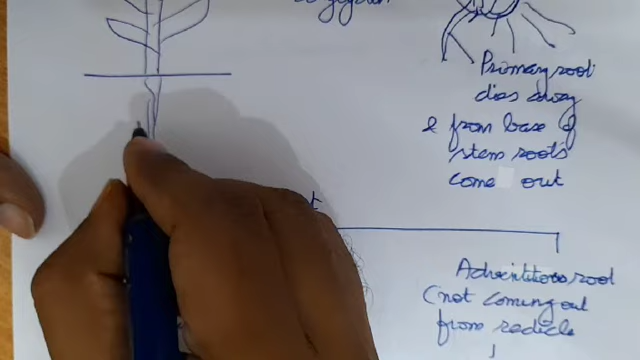 Primary root
dies away
& from base of
stem roots
come out
t
Adventitious root
(not coming out
from radicle